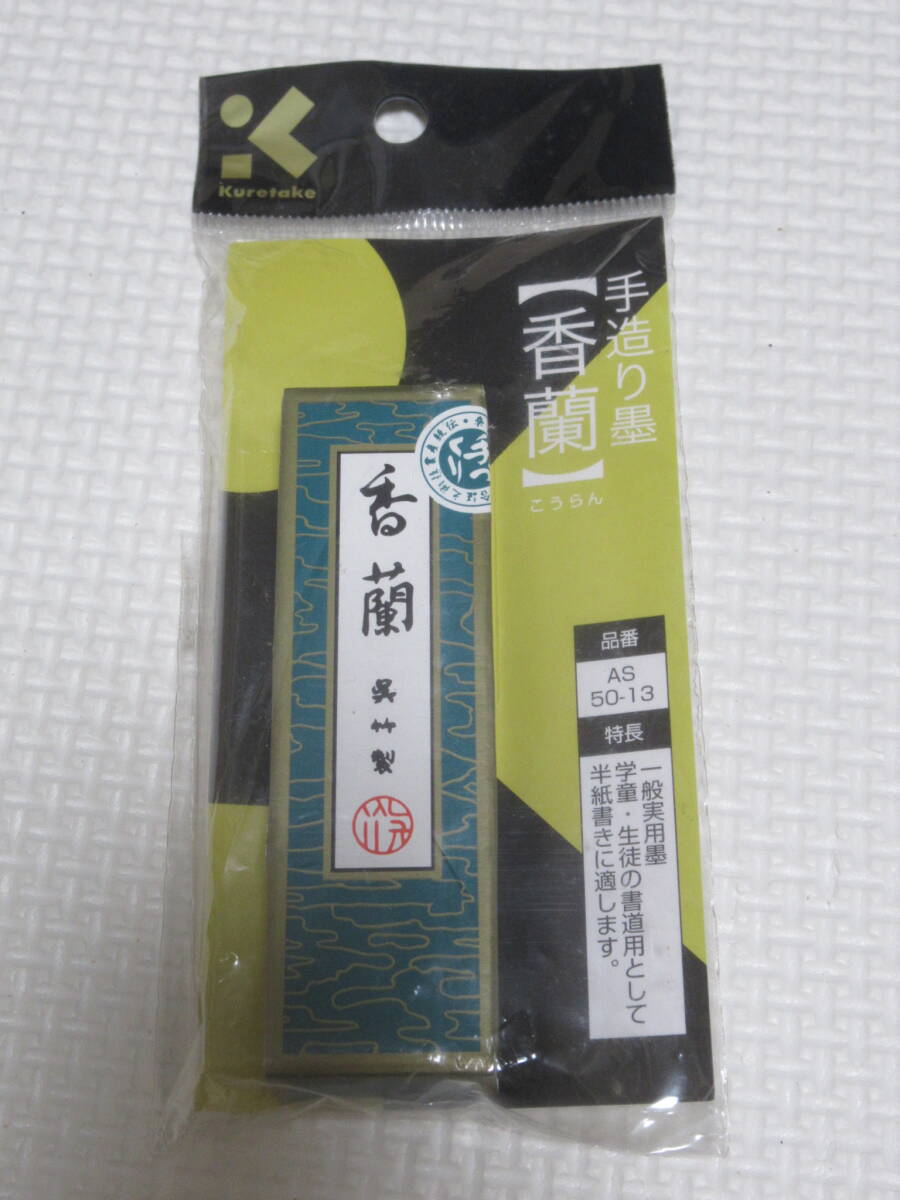 Kuretake
手造り墨
【香蘭】
こうらん
香蘭
呉竹製
品番
AS
50-13
特長
一般実用墨
学童・生徒の書道用として
半紙書きに適します。